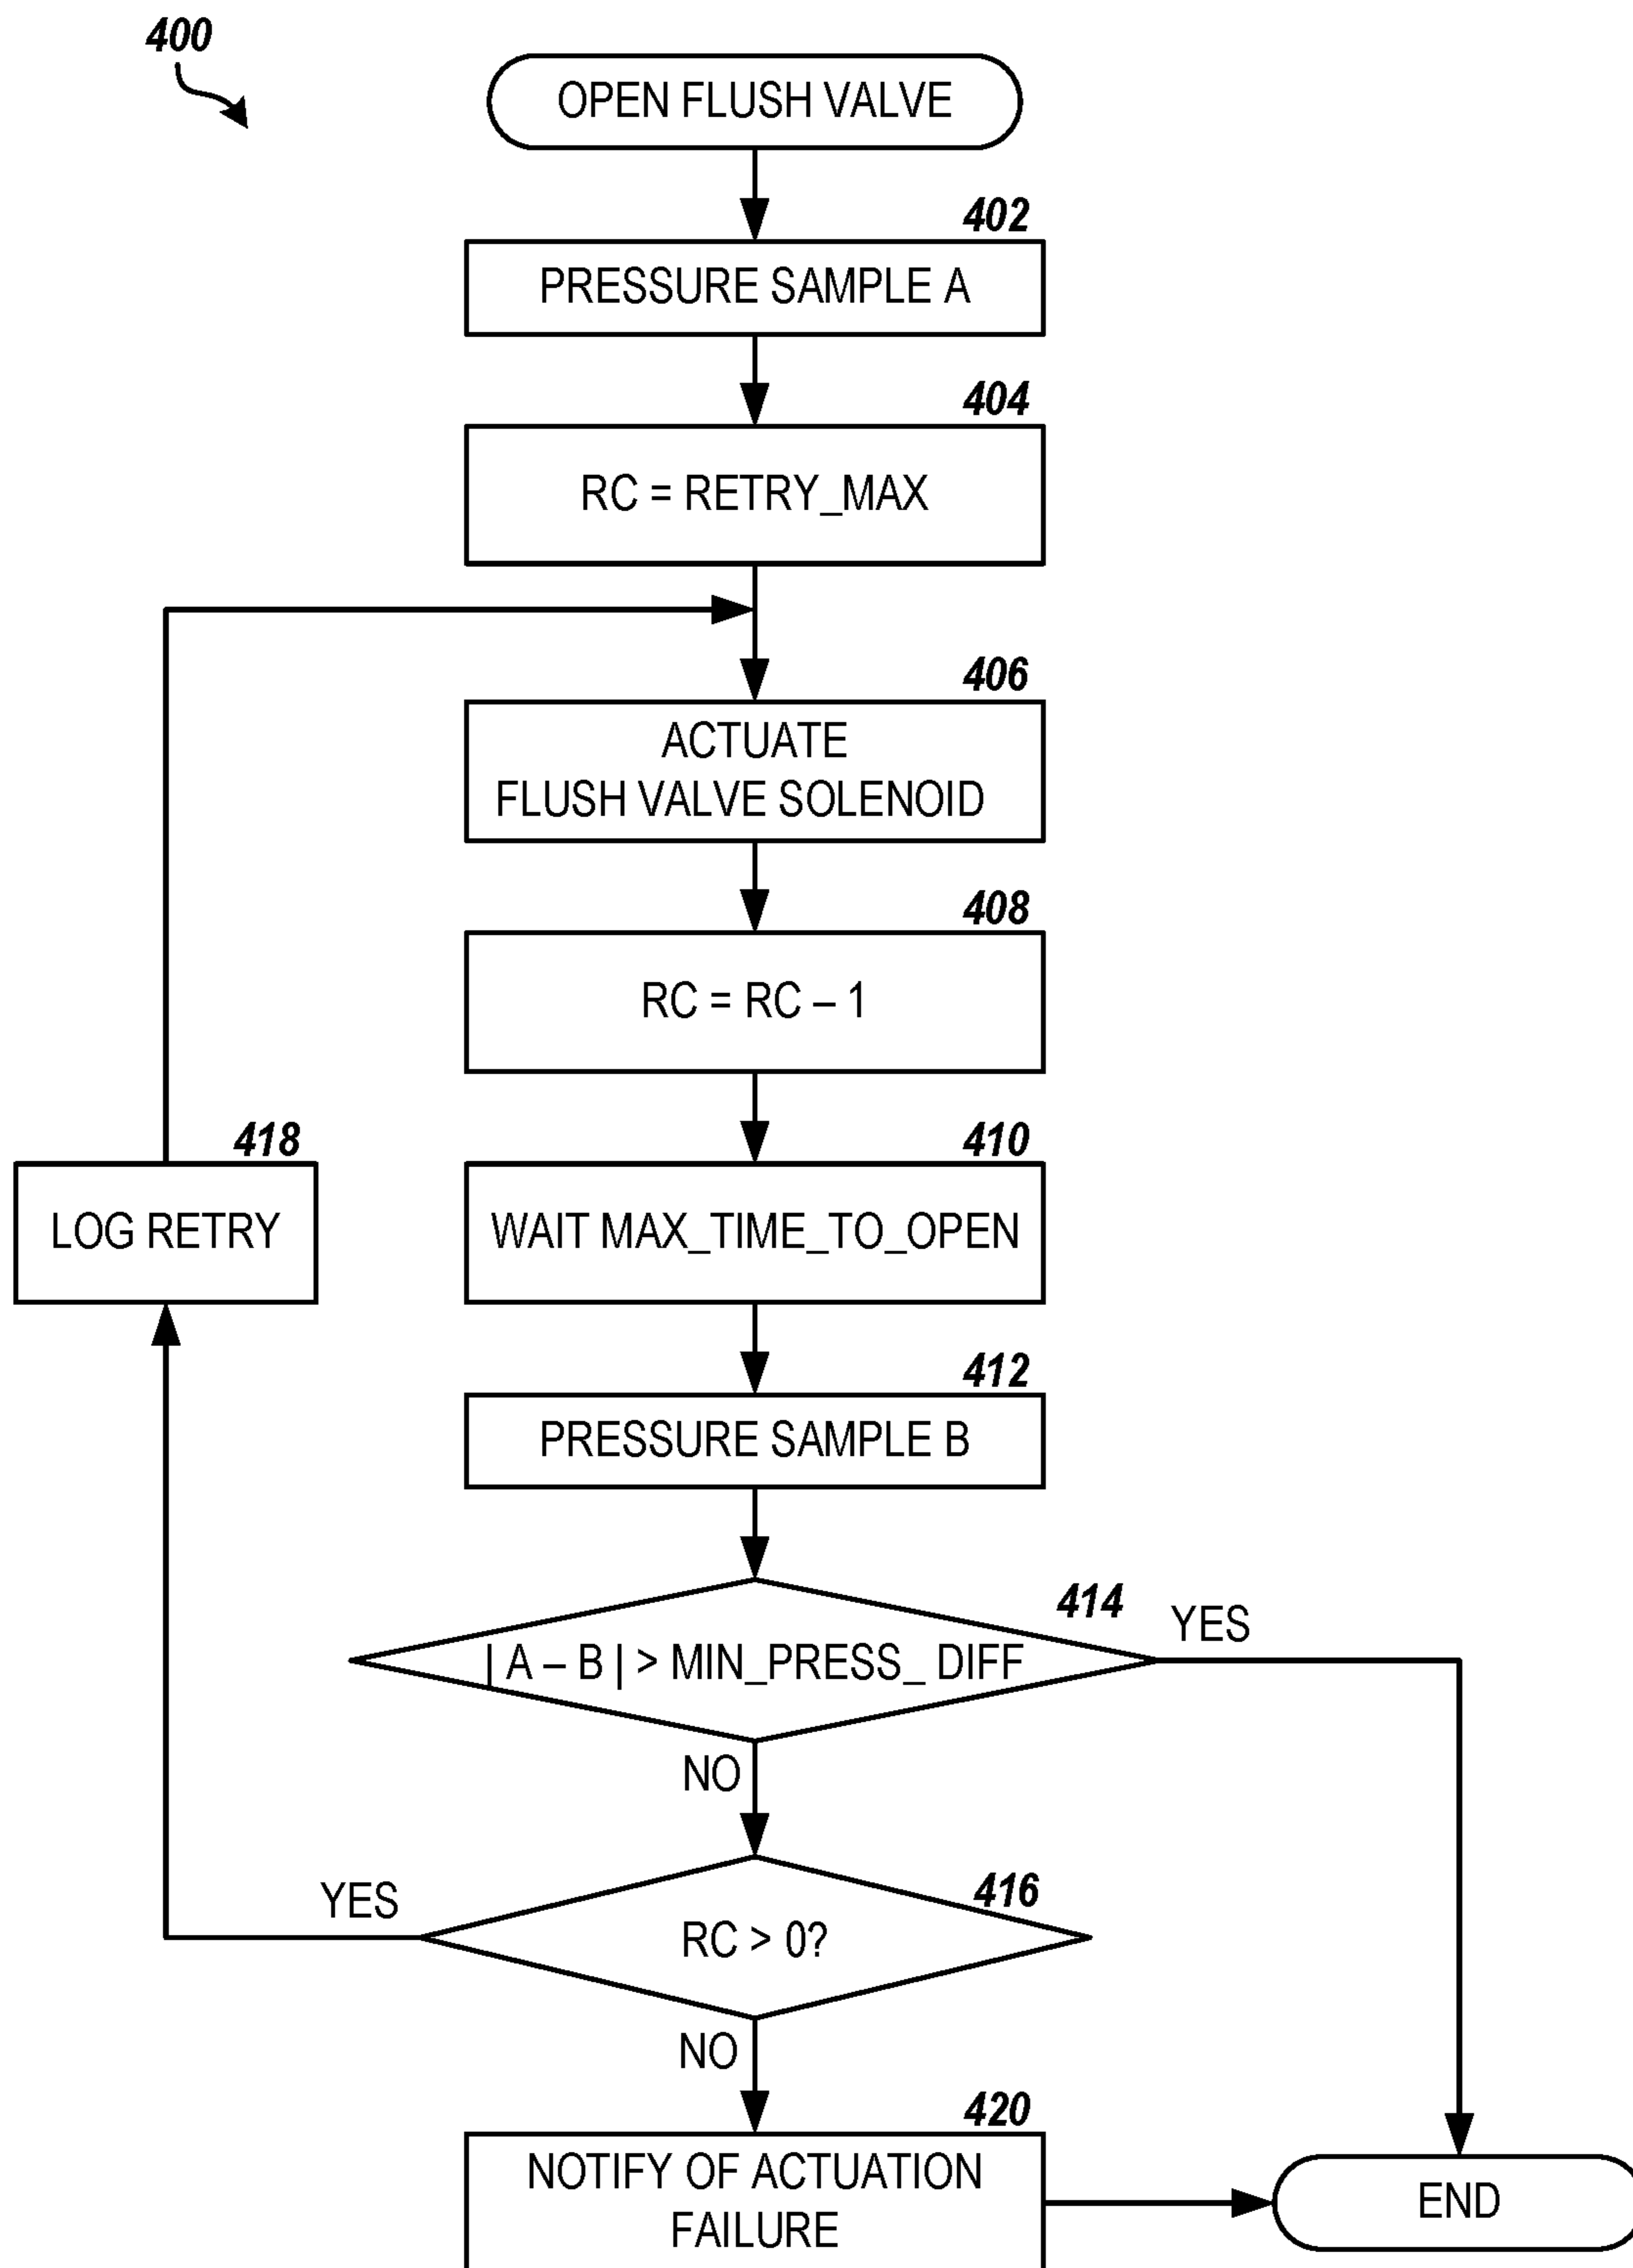 400
OPEN FLUSH VALVE
402
PRESSURE SAMPLE A
404
RC = RETRY_MAX
406
ACTUATE
FLUSH VALVE SOLENOID
408
RC = RC – 1
418
410
LOG RETRY
WAIT MAX_TIME_TO_OPEN
412
PRESSURE SAMPLE B
414
YES
| A – B | > MIN_PRESS_ DIFF
NO
416
YES
RC > 0?
NO
420
NOTIFY OF ACTUATION
FAILURE
END